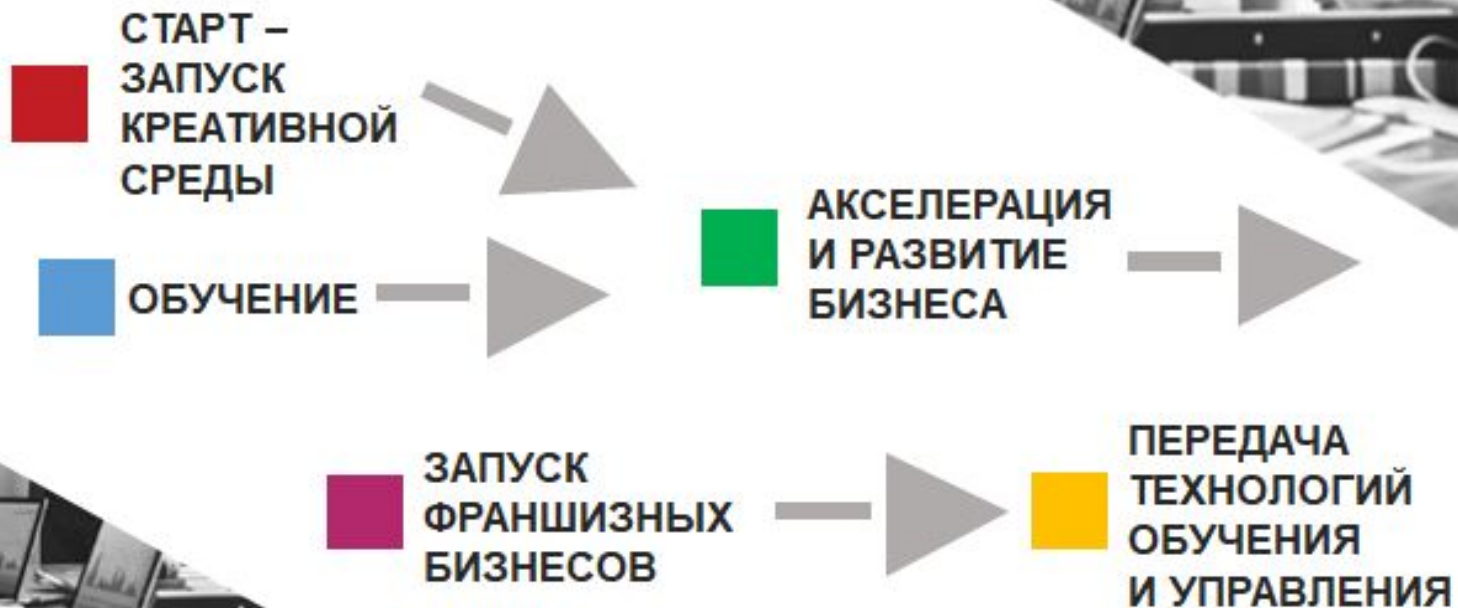 СТАРТ –
ЗАПУСК
КРЕАТИВНОЙ
СРЕДЫ
ОБУЧЕНИЕ
АКСЕЛЕРАЦИЯ
И РАЗВИТИЕ
БИЗНЕСА
ЗАПУСК
ФРАНШИЗНЫХ
БИЗНЕСОВ
ПЕРЕДАЧА
ТЕХНОЛОГИЙ
ОБУЧЕНИЯ
И УПРАВЛЕНИЯ